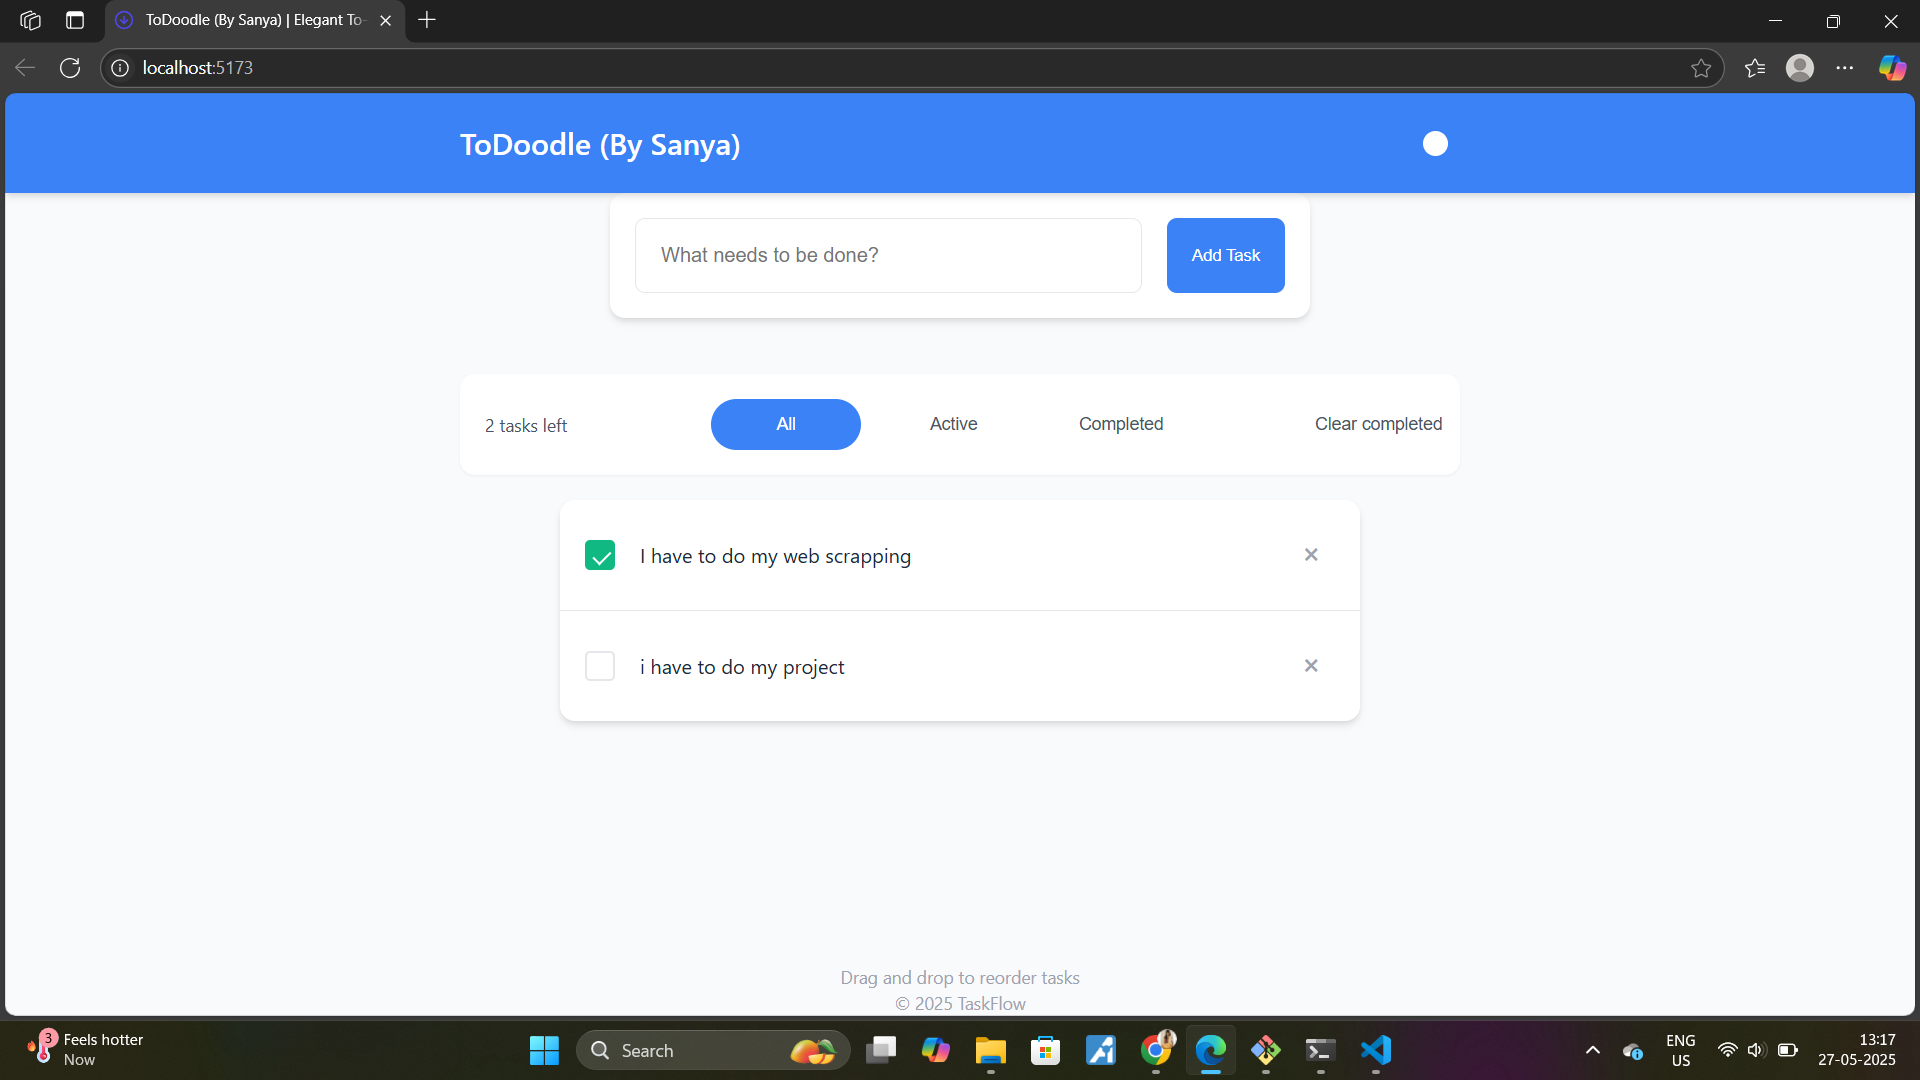 ToDoodle (By Sanya) | Elegant To-
localhost:5173
ToDoodle (By Sanya)
What needs to be done?
Add Task
2 tasks left
All
Active
Completed
Clear completed
I have to do my web scrapping
i have to do my project
Drag and drop to reorder tasks
© 2025 TaskFlow
3
Feels hotter
Now
Search
ENG
US
13:17
27-05-2025